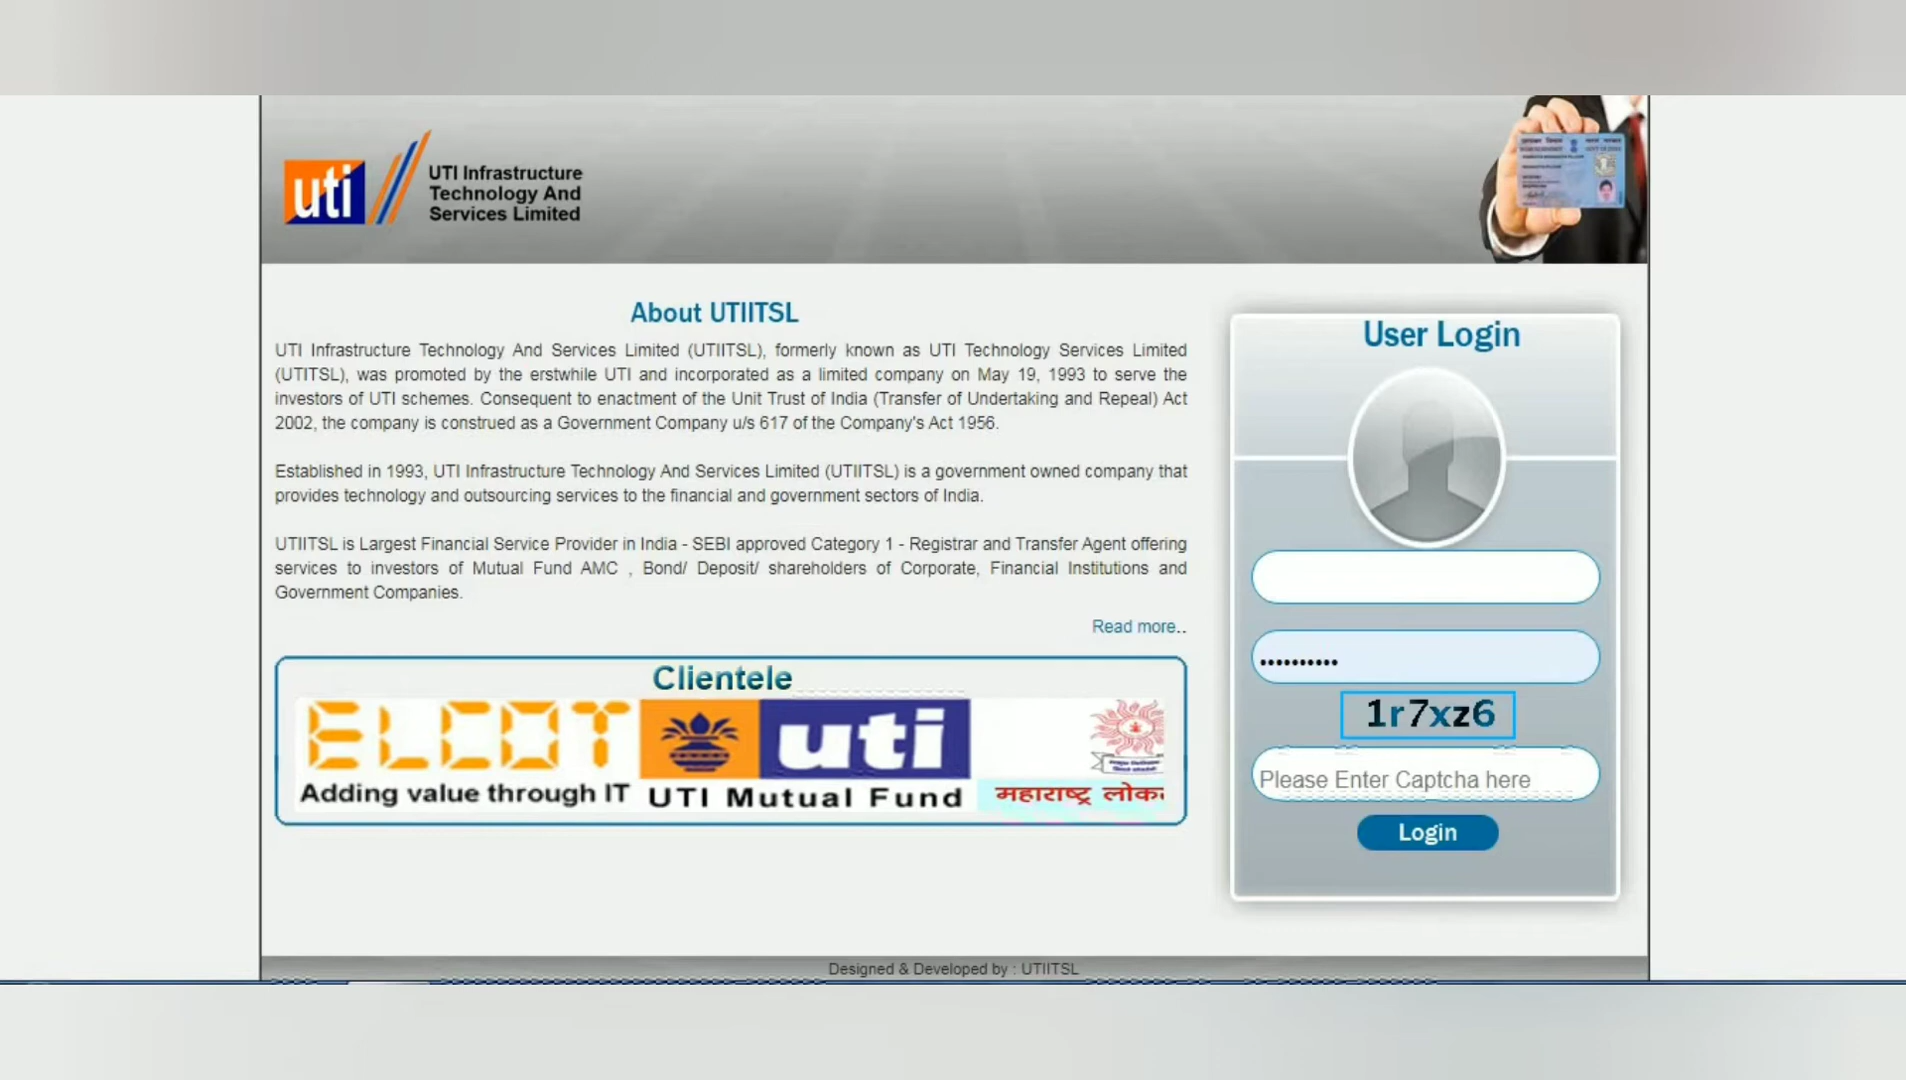 uti
UTI Infrastructure
Technology And
Services Limited
About UTIITSL
UTI Infrastructure Technology And Services Limited (UTIITSL), formerly known as UTI Technology Services Limited
(UTITSL), was promoted by the erstwhile UTI and incorporated as a limited company on May 19, 1993 to serve the
investors of UTI schemes. Consequent to enactment of the Unit Trust of India (Transfer of Undertaking and Repeal) Act
2002, the company is construed as a Government Company u/s 617 of the Company's Act 1956.
Established in 1993, UTI Infrastructure Technology And Services Limited (UTIITSL) is a government owned company that
provides technology and outsourcing services to the financial and government sectors of India.
UTIITSL is Largest Financial Service Provider in India - SEBI approved Category 1 - Registrar and Transfer Agent offering
services to investors of Mutual Fund AMC , Bond/ Deposit/ shareholders of Corporate, Financial Institutions and
Government Companies.
Read more..
Clientele
ELCOT
Adding value through IT
uti
UTI Mutual Fund
महाराष्ट्र
User Login
••••••••••
1r7xz6
Please Enter Captcha here
Login
Designed & Developed by : UTIITSL